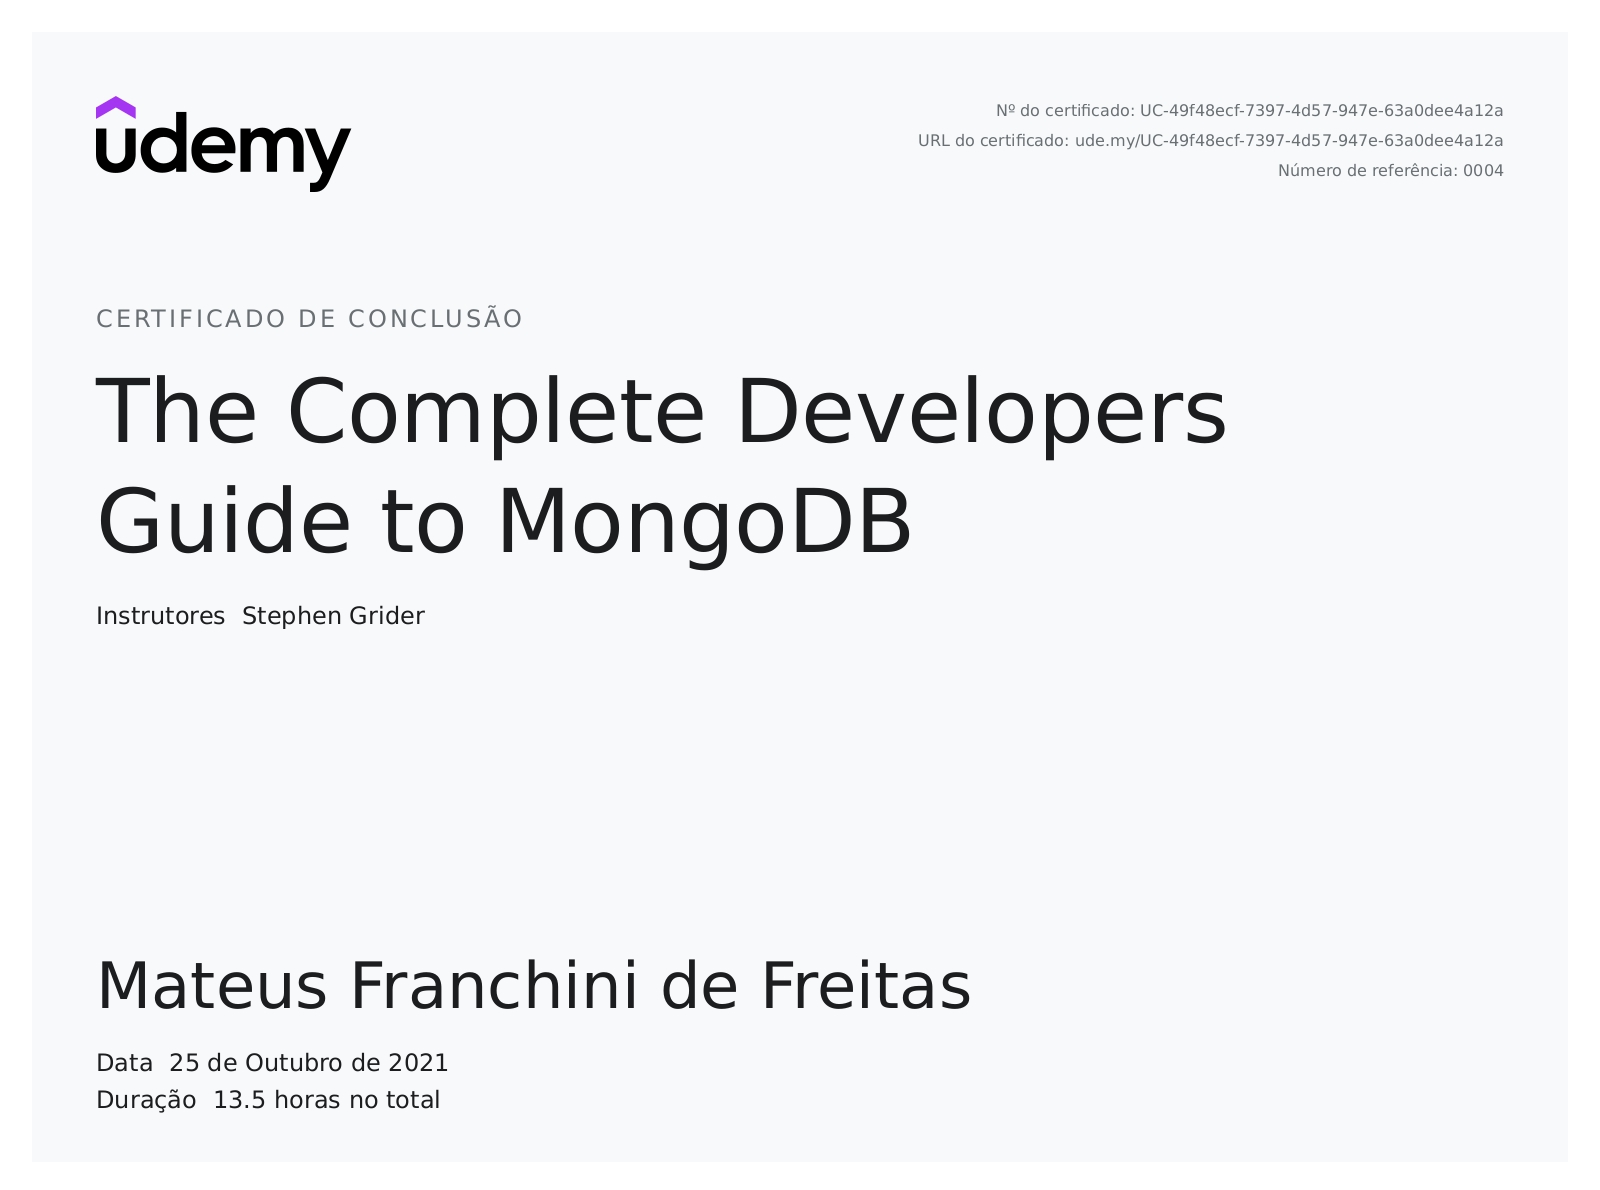 udemy
Nº do certificado: UC-49f48ecf-7397-4d57-947e-63a0dee4a12a
URL do certificado: ude.my/UC-49f48ecf-7397-4d57-947e-63a0dee4a12a
Número de referência: 0004
CERTIFICADO DE CONCLUSÃO
The Complete Developers
Guide to MongoDB
Instrutores Stephen Grider
Mateus Franchini de Freitas
Data 25 de Outubro de 2021
Duração 13.5 horas no total